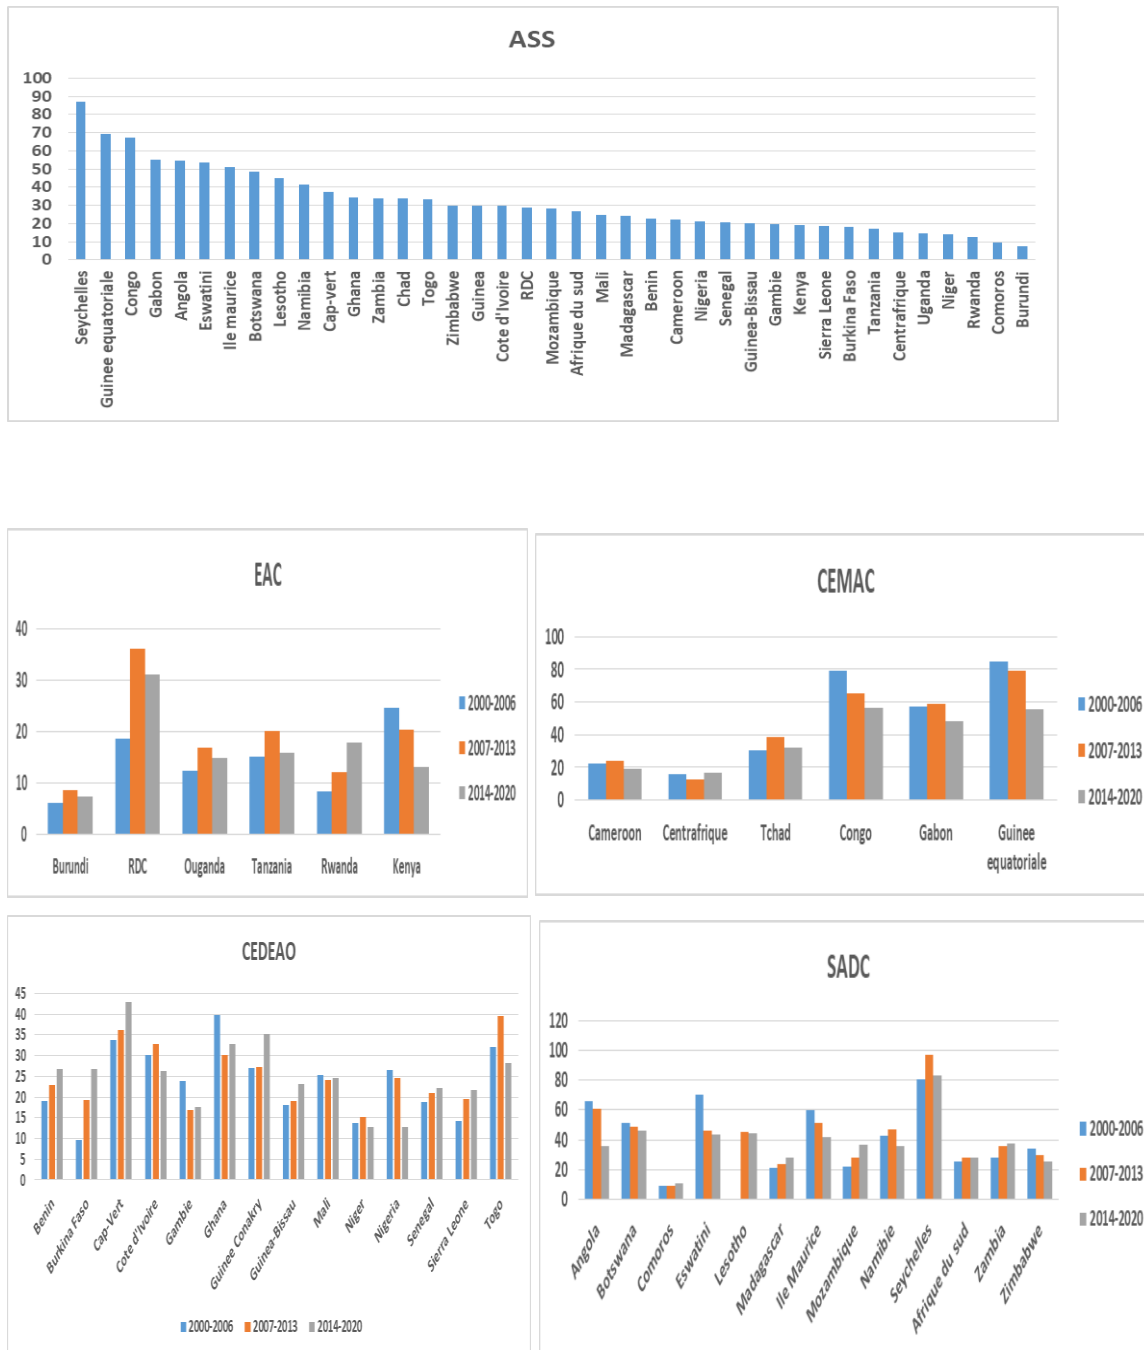 ASS
100
90
80
70
60
50
40
30
20
10
0
Seychelles
Guinee equatoriale
Congo
Gabon
Angola
Eswatini
Ile maurice
Botswana
Lesotho
Namibia
Cap-vert
Ghana
Zambia
Chad
Togo
Zimbabwe
Guinea
Cote d'Ivoire
RDC
Mozambique
Afrique du sud
Mali
Madagascar
Benin
Cameroon
Nigeria
Senegal
Guinea-Bissau
Gambie
Kenya
Sierra Leone
Burkina Faso
Tanzania
Centrafrique
Uganda
Niger
Rwanda
Comoros
Burundi
EAC
40
30
20
10
0
Burundi
RDC
Ouganda
Tanzania
Rwanda
Kenya
2000-2006
2007-2013
2014-2020
CEMAC
100
80
60
40
20
0
Cameroon
Centrafrique
Tchad
Congo
Gabon
Guinee
equatoriale
2000-2006
2007-2013
2014-2020
CEDEAO
45
40
35
30
25
20
15
10
5
0
Benin
Burkina Faso
Cap-Vert
Cote d'Ivoire
Gambie
Ghana
Guinee Conakry
Guinea-Bissau
Mali
Niger
Nigeria
Senegal
Sierra Leone
Togo
2000-2006
2007-2013
2014-2020
SADC
120
100
80
60
40
20
0
Angola
Botswana
Comoros
Eswatini
Lesotho
Madagascar
Ile Maurice
Mozambique
Namibie
Seychelles
Afrique du sud
Zambia
Zimbabwe
2000-2006
2007-2013
2014-2020